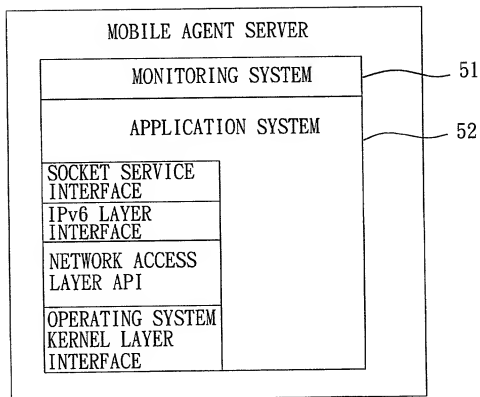 MOBILE AGENT SERVER
MONITORING SYSTEM
51
APPLICATION SYSTEM
52
SOCKET SERVICE
INTERFACE
IPv6 LAYER
INTERFACE
NETWORK ACCESS
LAYER API
OPERATING SYSTEM
KERNEL LAYER
INTERFACE